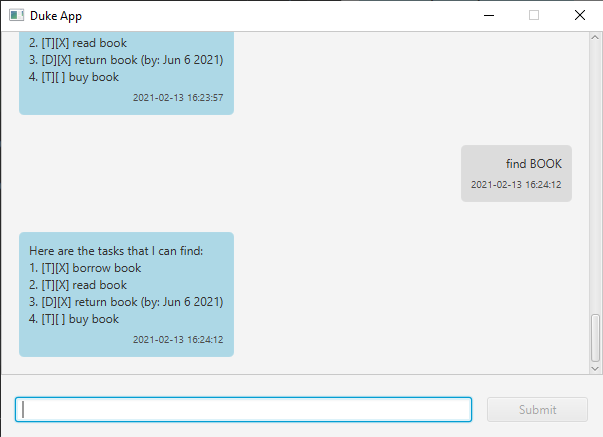 Duke App
2. [T][X] read book
3. [D][X] return book (by: Jun 6 2021)
4. [T][ ] buy book
2021-02-13 16:23:57
find BOOK
2021-02-13 16:24:12
Here are the tasks that I can find:
1. [T][X] borrow book
2. [T][X] read book
3. [D][X] return book (by: Jun 6 2021)
4. [T][ ] buy book
2021-02-13 16:24:12
Submit